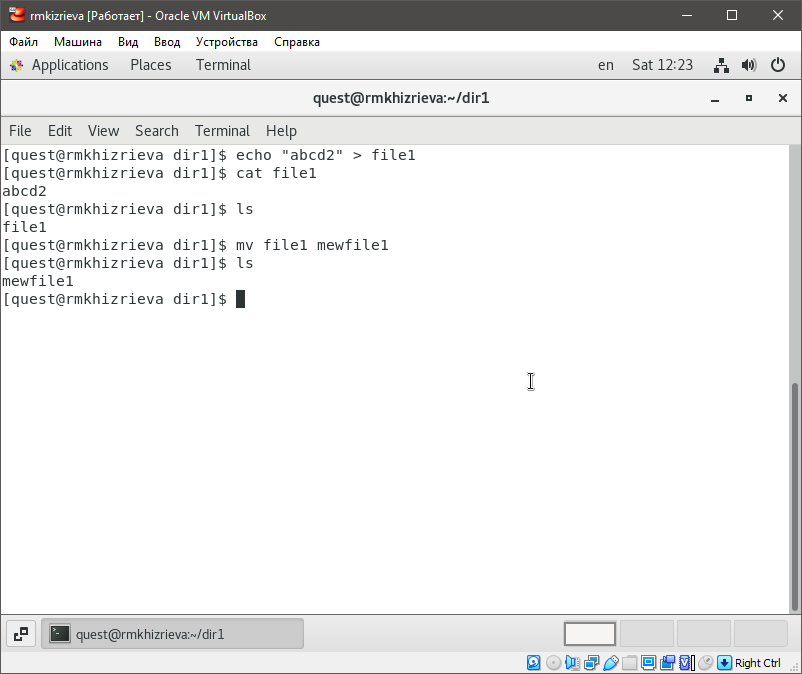 rmkizrieva [Работает] - Oracle VM VirtualBox
Файл Машина Вид Ввод Устройства Справка
Applications Places Terminal en Sat 12:23
quest@rmkhizrieva:~/dir1
File Edit View Search Terminal Help
[quest@rmkhizrieva dir1]$ echo "abcd2" > file1
[quest@rmkhizrieva dir1]$ cat file1
abcd2
[quest@rmkhizrieva dir1]$ ls
file1
[quest@rmkhizrieva dir1]$ mv file1 mewfile1
[quest@rmkhizrieva dir1]$ ls
mewfile1
[quest@rmkhizrieva dir1]$
quest@rmkhizrieva:~/dir1
Right Ctrl